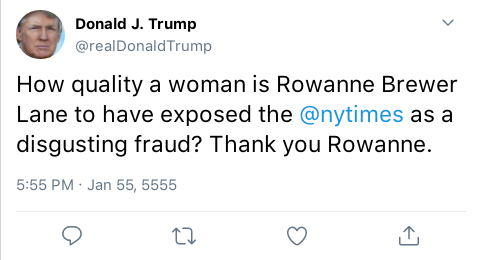 Donald J. Trump
@realDonaldTrump
How quality a woman is Rowanne Brewer
Lane to have exposed the @nytimes as a
disgusting fraud? Thank you Rowanne.
5:55 PM · Jan 55, 5555